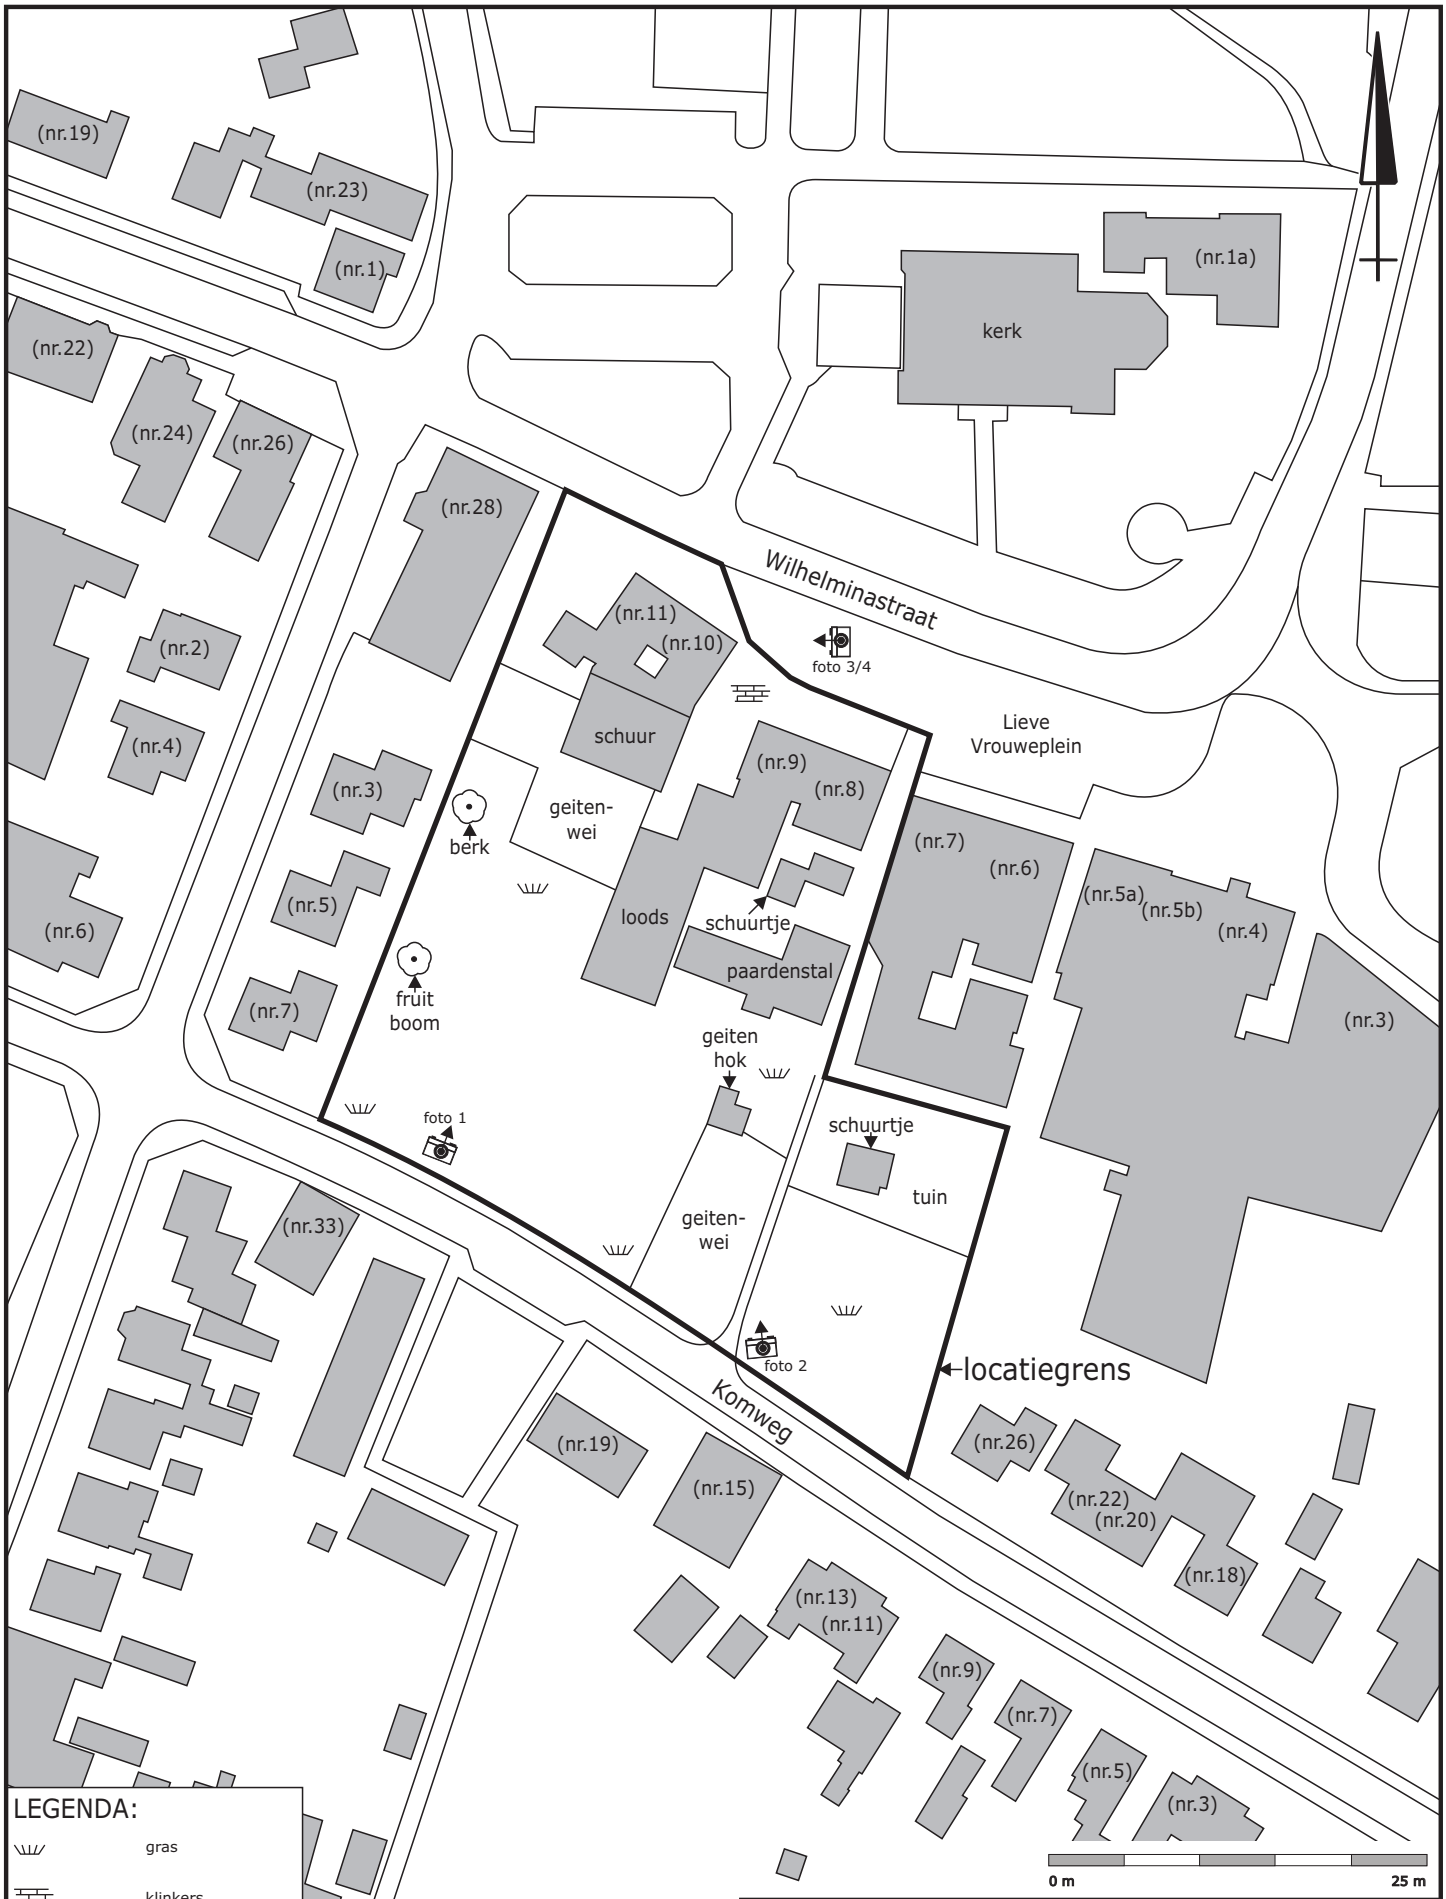 (nr.19)
(nr.23)
(nr.1)
(nr.1a)
kerk
(nr.22)
(nr.24)
(nr.26)
(nr.28)
Wilhelminastraat
(nr.11)
(nr.10)
foto 3/4
(nr.2)
(nr.4)
schuur
Lieve
Vrouweplein
(nr.9)
(nr.8)
(nr.3)
geiten-
wei
berk
(nr.7)
(nr.6)
(nr.5a)
(nr.5b)
(nr.4)
(nr.5)
(nr.6)
loods
schuurtje
paardenstal
fruit
boom
(nr.7)
(nr.3)
geiten
hok
foto 1
schuurtje
tuin
(nr.33)
geiten-
wei
foto 2
locatiegrens
Komweg
(nr.19)
(nr.15)
(nr.26)
(nr.22)
(nr.20)
(nr.18)
(nr.13)
(nr.11)
(nr.9)
(nr.7)
(nr.5)
(nr.3)
LEGENDA:
gras
klinkers
0 m
25 m